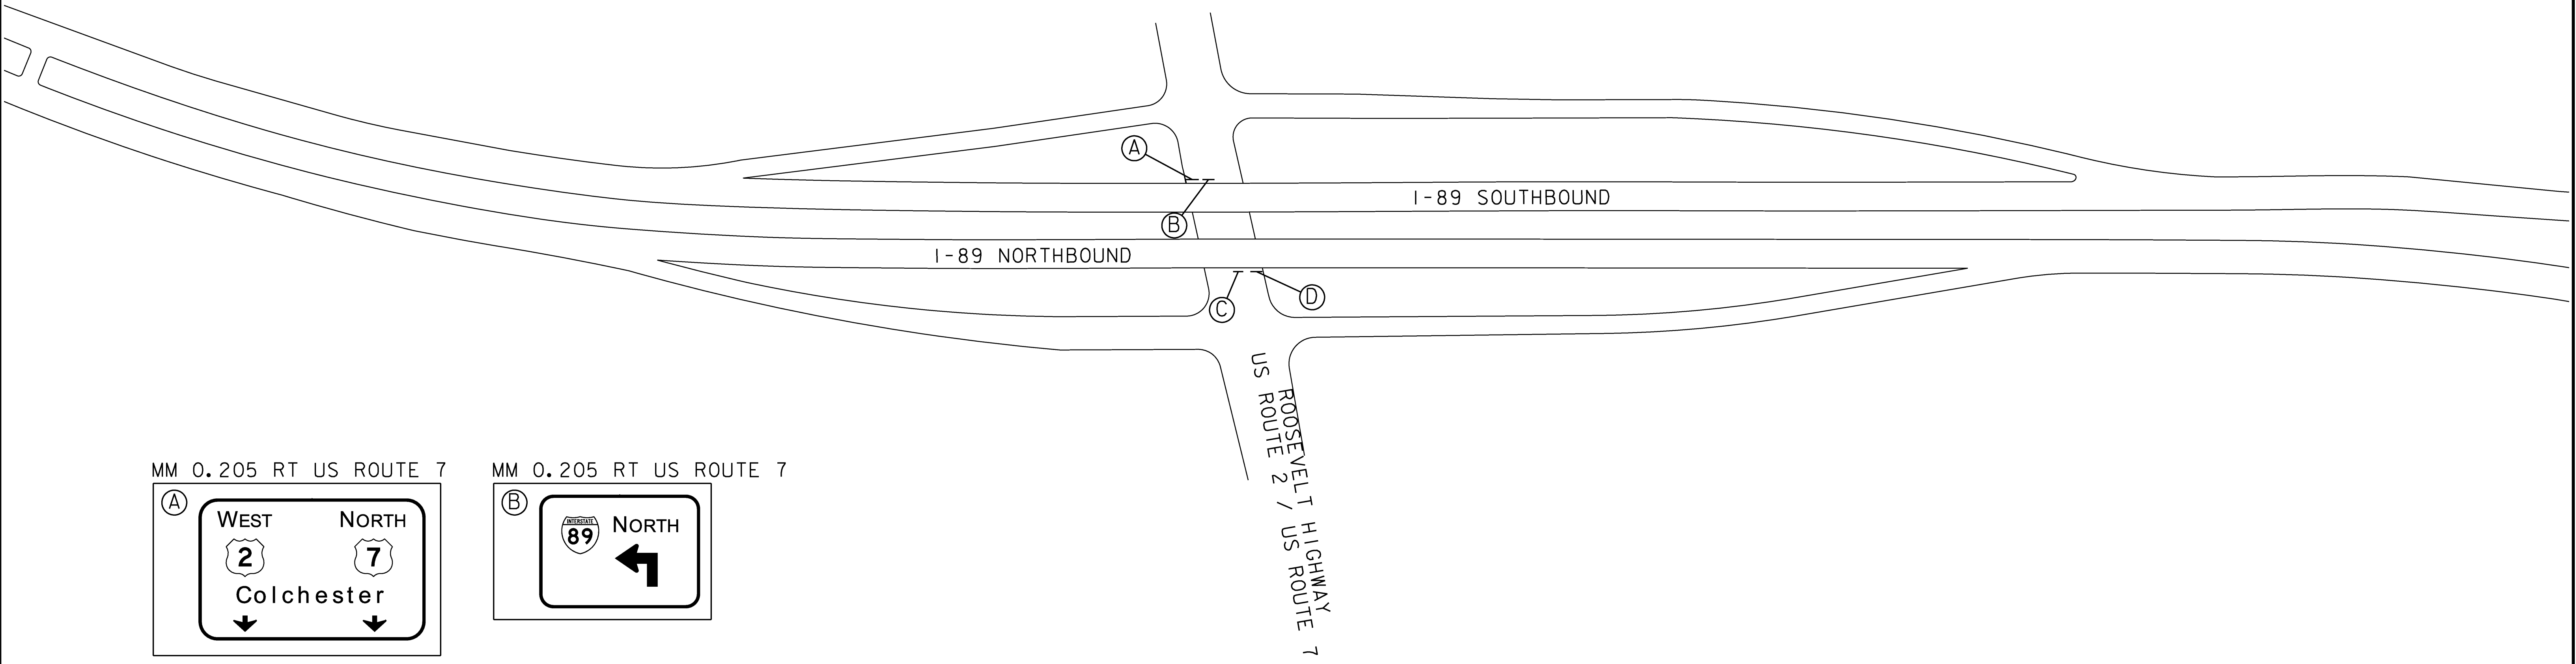 A
I-89 SOUTHBOUND
B
I-89 NORTHBOUND
C
D
ROOSEVELT HIGHWAY
US ROUTE 2 / US ROUTE 7
MM 0.205 RT US ROUTE 7
A
WEST NORTH
2 7
Colchester
MM 0.205 RT US ROUTE 7
B
INTERSTATE
89 NORTH